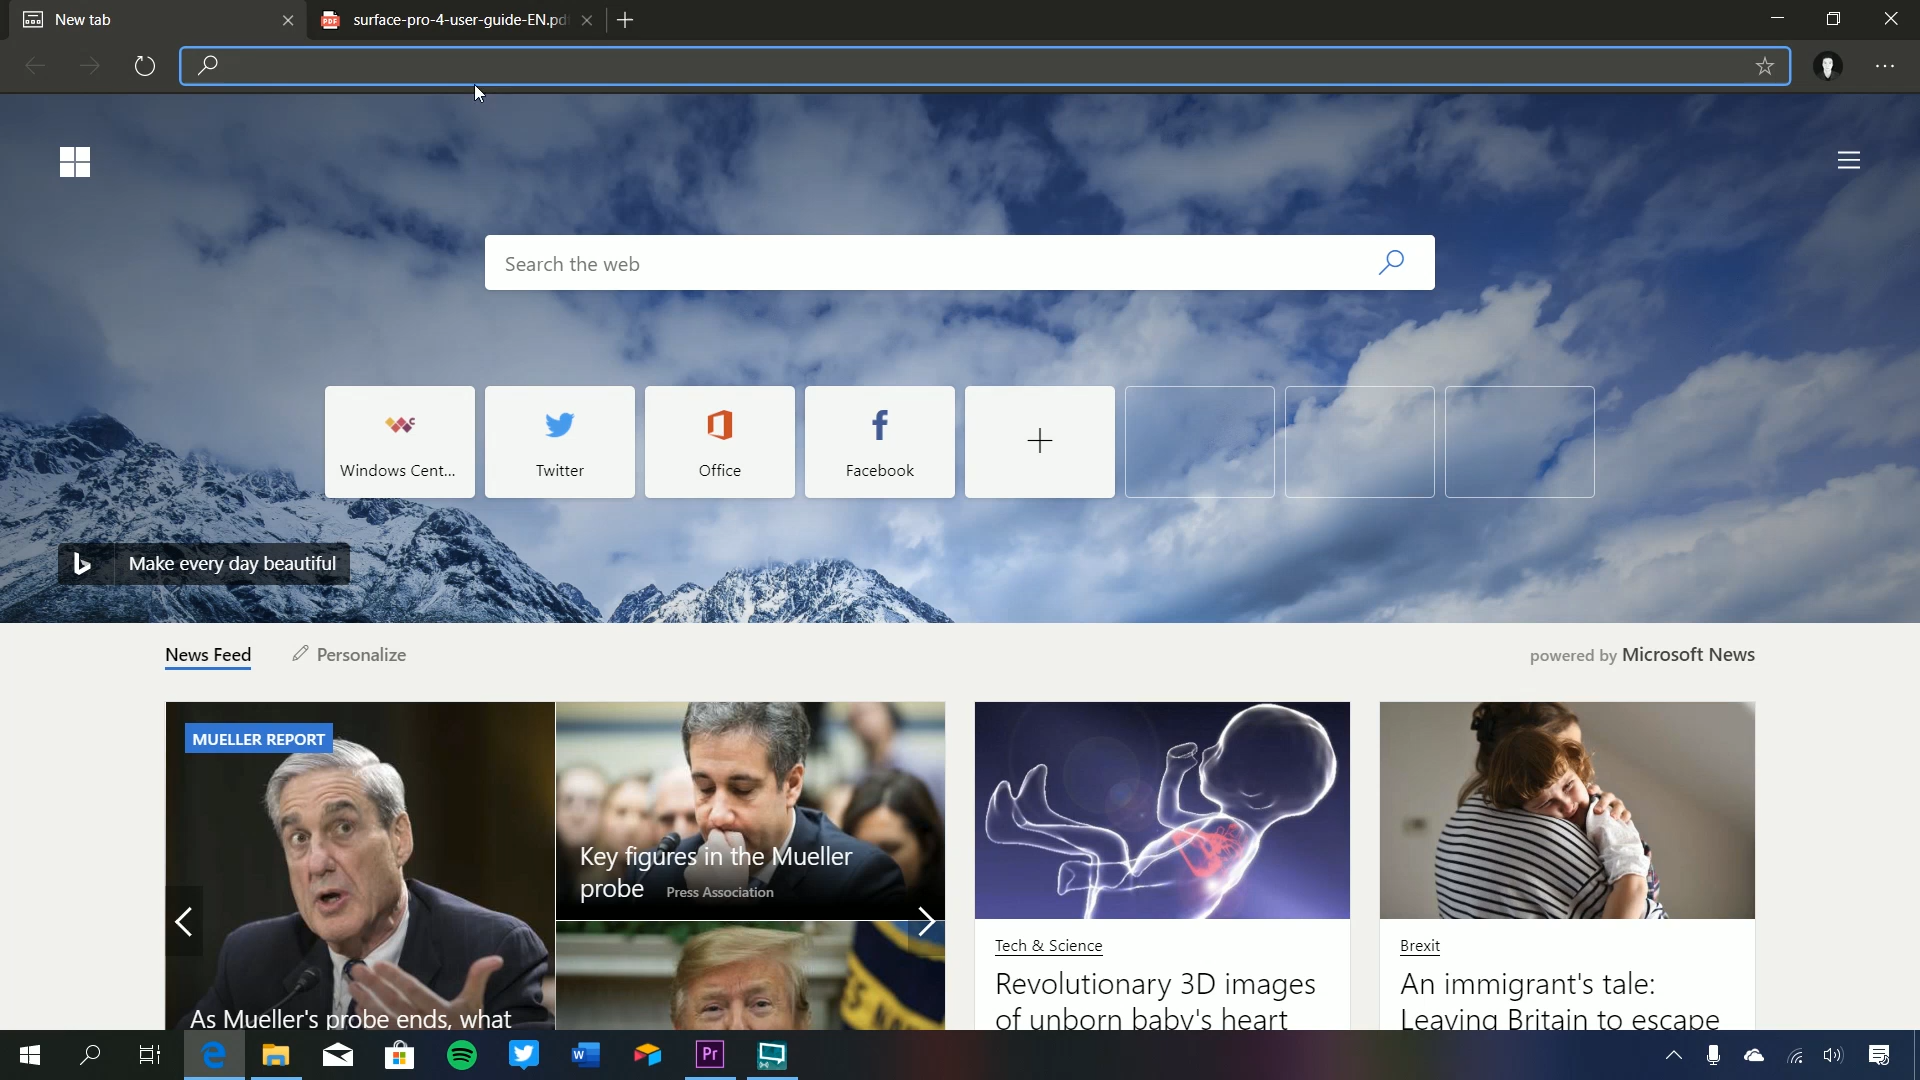 New tab
surface-pro-4-user-guide-EN.pd
Search the web
Windows Cent...
Twitter
Office
Facebook
Make every day beautiful
News Feed
Personalize
powered by Microsoft News
MUELLER REPORT
As Mueller's probe ends, what
Key figures in the Mueller
probe Press Association
Tech & Science
Revolutionary 3D images
of unborn baby's heart
Brexit
An immigrant's tale:
Leaving Britain to escape